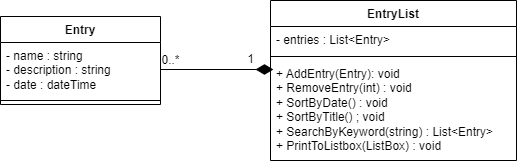 Entry
- name : string
- description : string
- date : dateTime
0..*
1
EntryList
- entries : List<Entry>
+ AddEntry(Entry): void
+ RemoveEntry(int) : void
+ SortByDate() : void
+ SortByTitle() ; void
+ SearchByKeyword(string) : List<Entry>
+ PrintToListbox(ListBox) : void